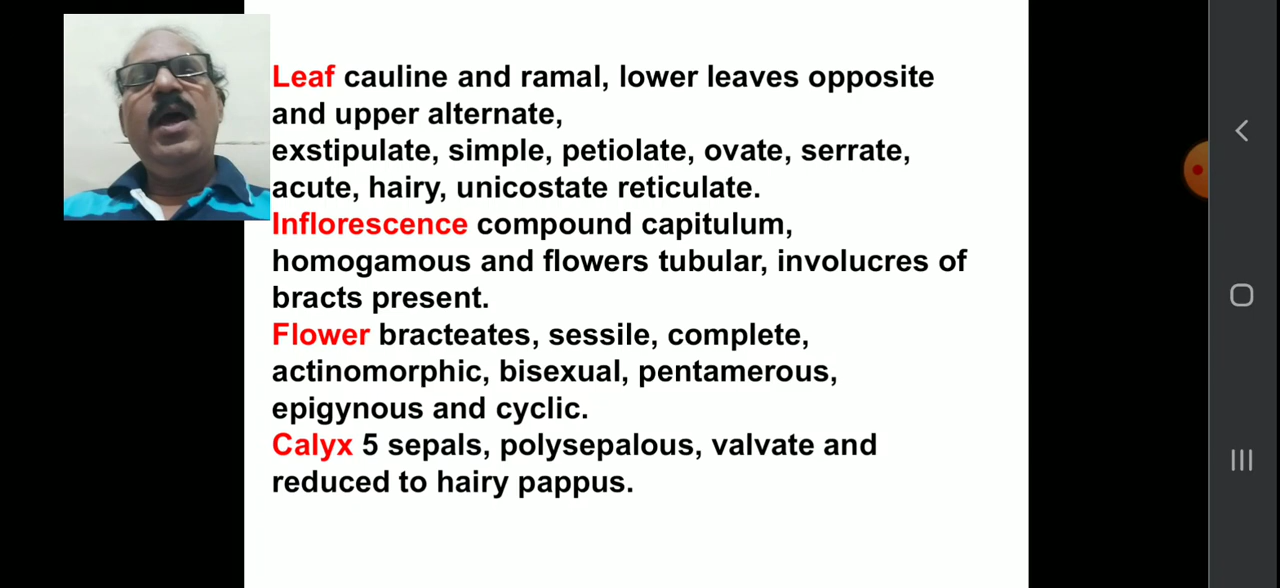 Leaf cauline and ramal, lower leaves opposite
and upper alternate,
exstipulate, simple, petiolate, ovate, serrate,
acute, hairy, unicostate reticulate.
Inflorescence compound capitulum,
homogamous and flowers tubular, involucres of
bracts present.
Flower bracteates, sessile, complete,
actinomorphic, bisexual, pentamerous,
epigynous and cyclic.
Calyx 5 sepals, polysepalous, valvate and
reduced to hairy pappus.